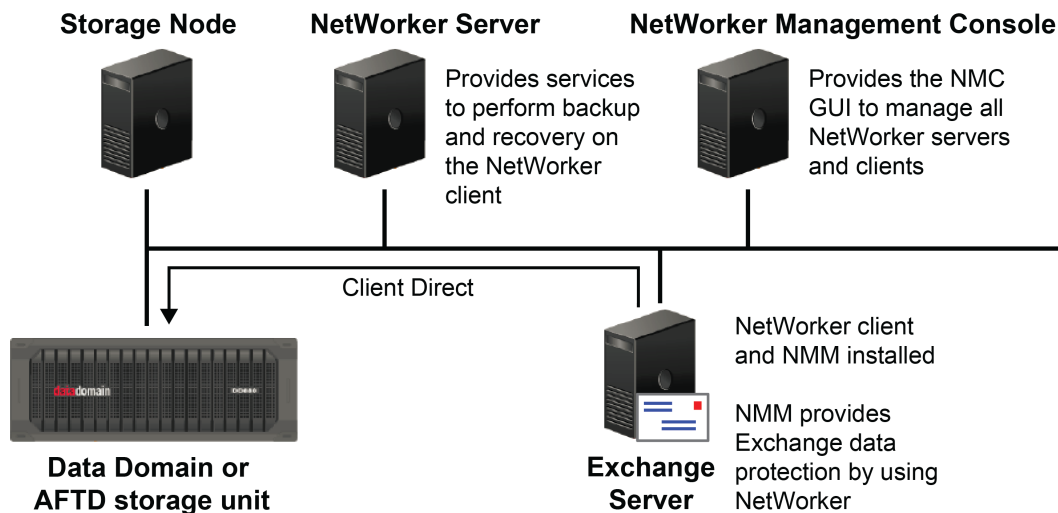 Storage Node
NetWorker Server
NetWorker Management Console
Provides services
to perform backup
and recovery on
the NetWorker
client
Provides the NMC
GUI to manage all
NetWorker servers
and clients
Client Direct
datadomain
NetWorker client
and NMM installed
NMM provides
Exchange data
protection by using
NetWorker
Data Domain or
AFTD storage unit
Exchange
Server